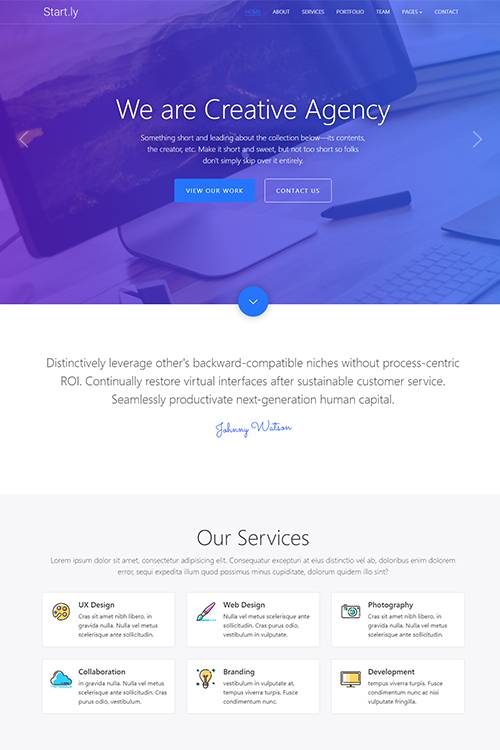 Start.ly
HOME ABOUT SERVICES PORTFOLIO TEAM PAGES CONTACT
We are Creative Agency
Something short and leading about the collection below—its contents,
the creator, etc. Make it short and sweet, but not too short so folks
don't simply skip over it entirely.
VIEW OUR WORK
CONTACT US
Distinctively leverage other's backward-compatible niches without process-centric
ROI. Continually restore virtual interfaces after sustainable customer service.
Seamlessly productivate next-generation human capital.
Johnny Watson
Our Services
Lorem ipsum dolor sit amet, consectetur adipisicing elit. Consequatur excepturi at eius distinctio vel ab, doloribus enim dolorem
error, sequi expedita illum quod possimus minus cupiditate, dolorum quidem illo sint?
UX Design
Cras sit amet nibh libero, in
gravida nulla. Nulla vel metus
scelerisque ante sollicitudin.
Web Design
Nulla vel metus scelerisque ante
sollicitudin. Cras purus odio,
vestibulum in vulputate.
Photography
Cras sit amet nibh libero, in
gravida nulla. Nulla vel metus
scelerisque ante sollicitudin.
Collaboration
in gravida nulla. Nulla vel metus
scelerisque ante sollicitudin. Cras
purus odio, vestibulum.
Branding
vestibulum in vulputate at,
tempus viverra turpis. Fusce
condimentum nunc.
Development
tempus viverra turpis. Fusce
condimentum nunc ac nisi
vulputate fringilla.